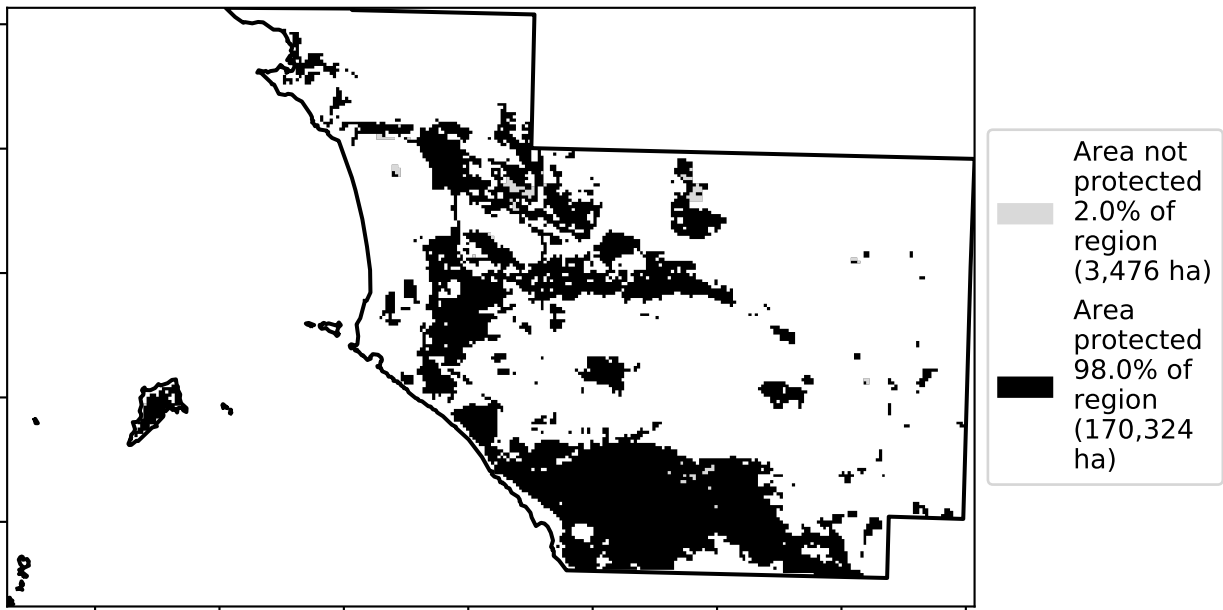 Area not
protected
2.0% of
region
(3,476 ha)
Area
protected
98.0% of
region
(170,324
ha)